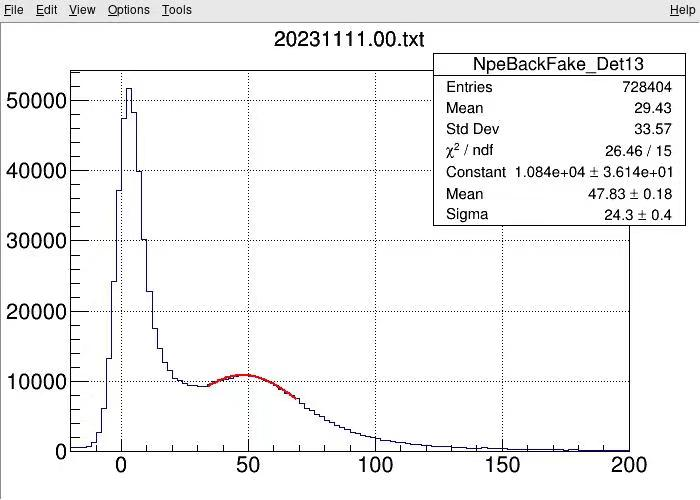 File Edit View Options Tools Help
20231111.00.txt
NpeBackFake_Det13
Entries 728404
Mean 29.43
Std Dev 33.57
χ² / ndf 26.46 / 15
Constant 1.084e+04 ± 3.614e+01
Mean 47.83 ± 0.18
Sigma 24.3 ± 0.4
50000
40000
30000
20000
10000
0
0 50 100 150 200